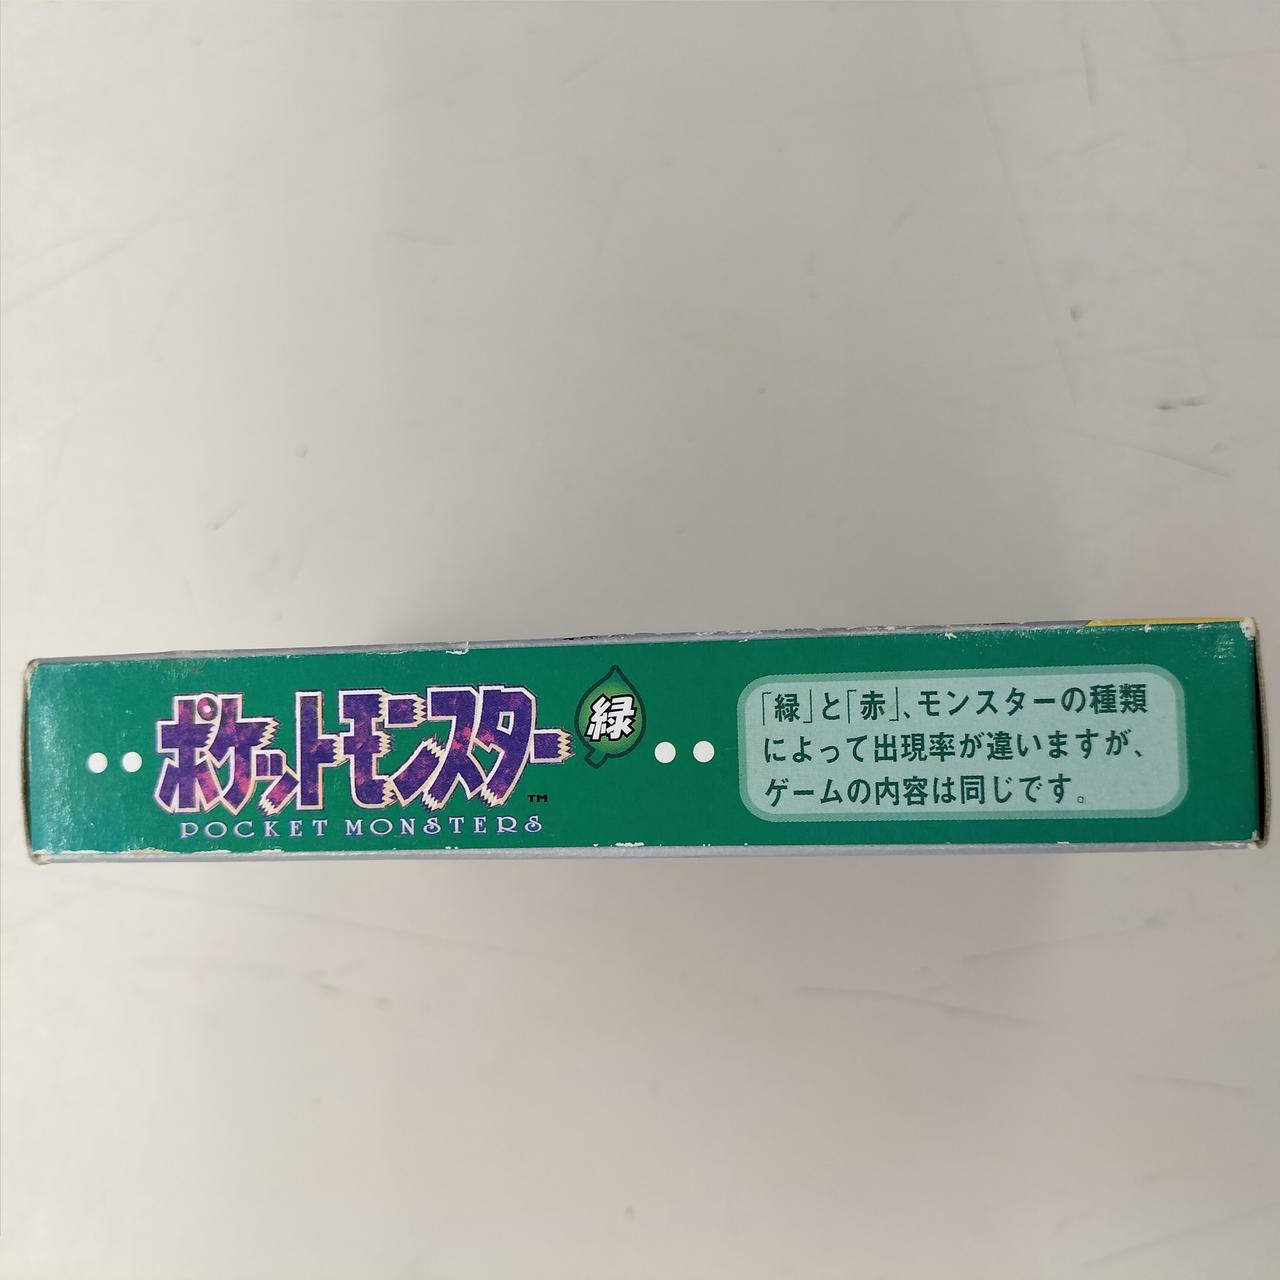 ポケットモンスター 緑
TM
POCKET MONSTERS
「緑」と「赤」、モンスターの種類
によって出現率が違いますが、
ゲームの内容は同じです。